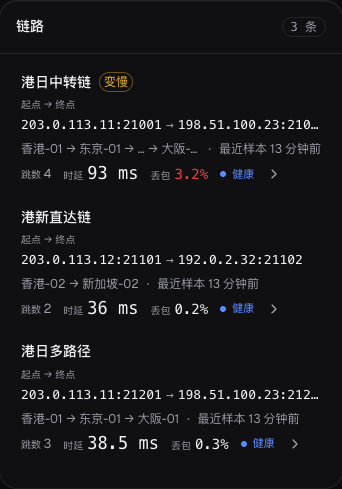 链路
3 条
港日中转链 变慢
起点 → 终点
203.0.113.11:21001 → 198.51.100.23:210…
香港-01 → 东京-01 → … → 大阪-… · 最近样本 13 分钟前
跳数 4 时延 93 ms 丢包 3.2% 健康
港新直达链
起点 → 终点
203.0.113.12:21101 → 192.0.2.32:21102
香港-02 → 新加坡-02 · 最近样本 13 分钟前
跳数 2 时延 36 ms 丢包 0.2% 健康
港日多路径
起点 → 终点
203.0.113.11:21201 → 198.51.100.23:212…
香港-01 → 东京-01 → 大阪-01 · 最近样本 13 分钟前
跳数 3 时延 38.5 ms 丢包 0.3% 健康